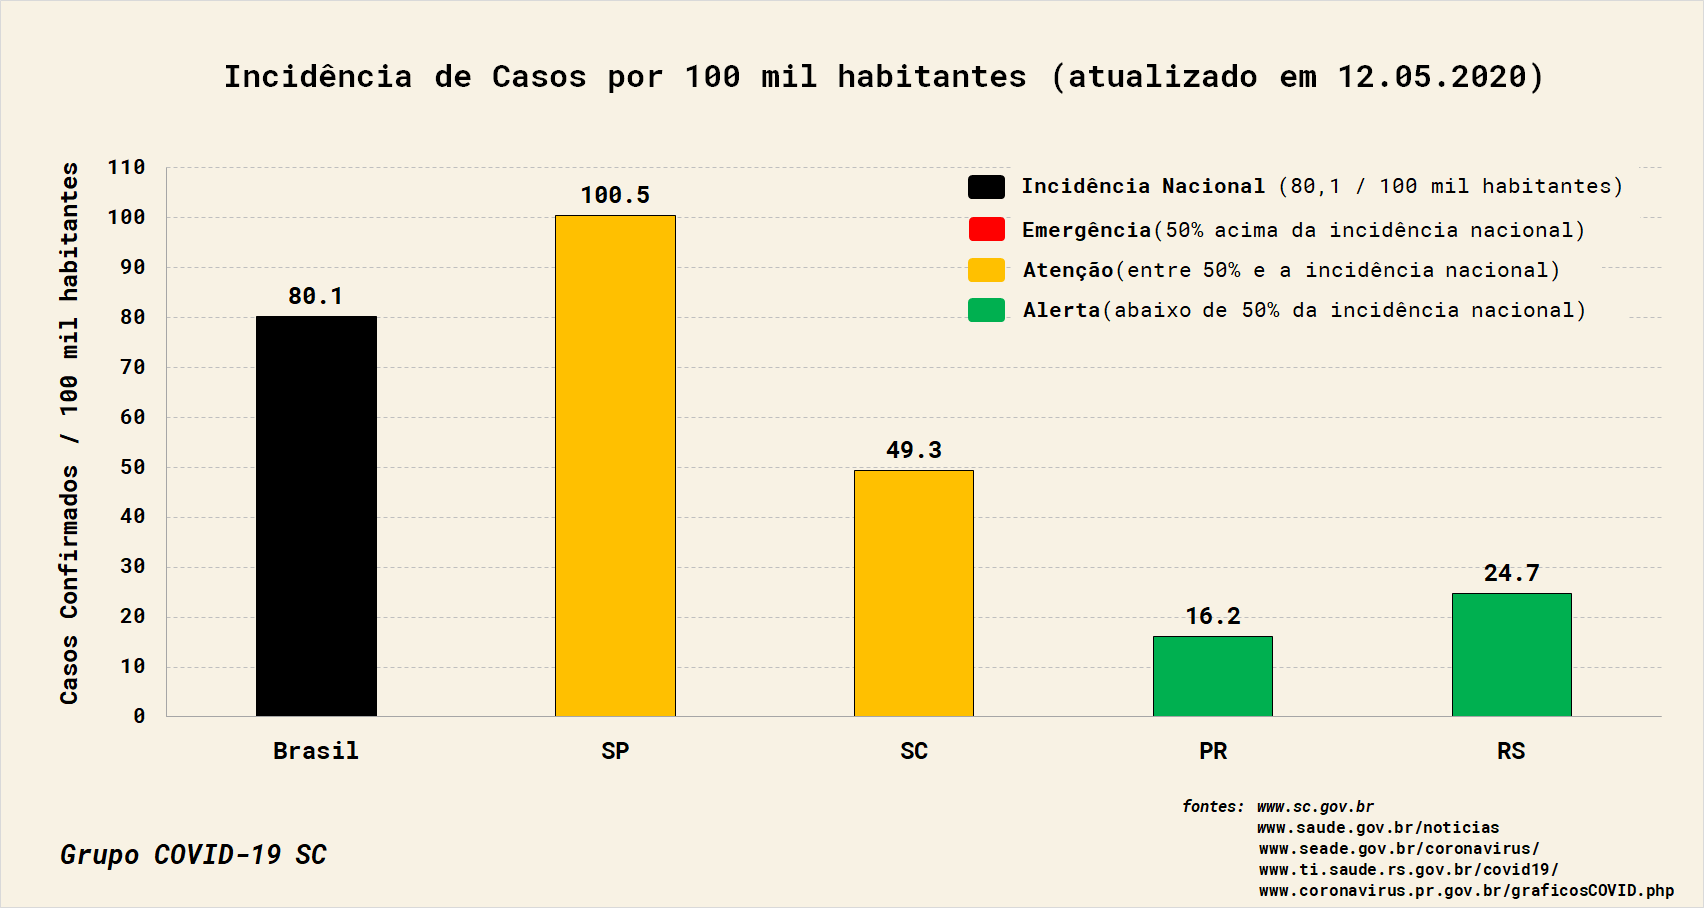 Incidência de Casos por 100 mil habitantes (atualizado em 12.05.2020)
Casos Confirmados / 100 mil habitantes
110
100
90
80
70
60
50
40
30
20
10
0
80.1
100.5
49.3
16.2
24.7
Incidência Nacional (80,1 / 100 mil habitantes)
Emergência(50% acima da incidência nacional)
Atenção(entre 50% e a incidência nacional)
Alerta(abaixo de 50% da incidência nacional)
Brasil SP SC PR RS
fontes: www.sc.gov.br
www.saude.gov.br/noticias
www.seade.gov.br/coronavirus/
www.ti.saude.rs.gov.br/covid19/
www.coronavirus.pr.gov.br/graficosCOVID.php
Grupo COVID-19 SC